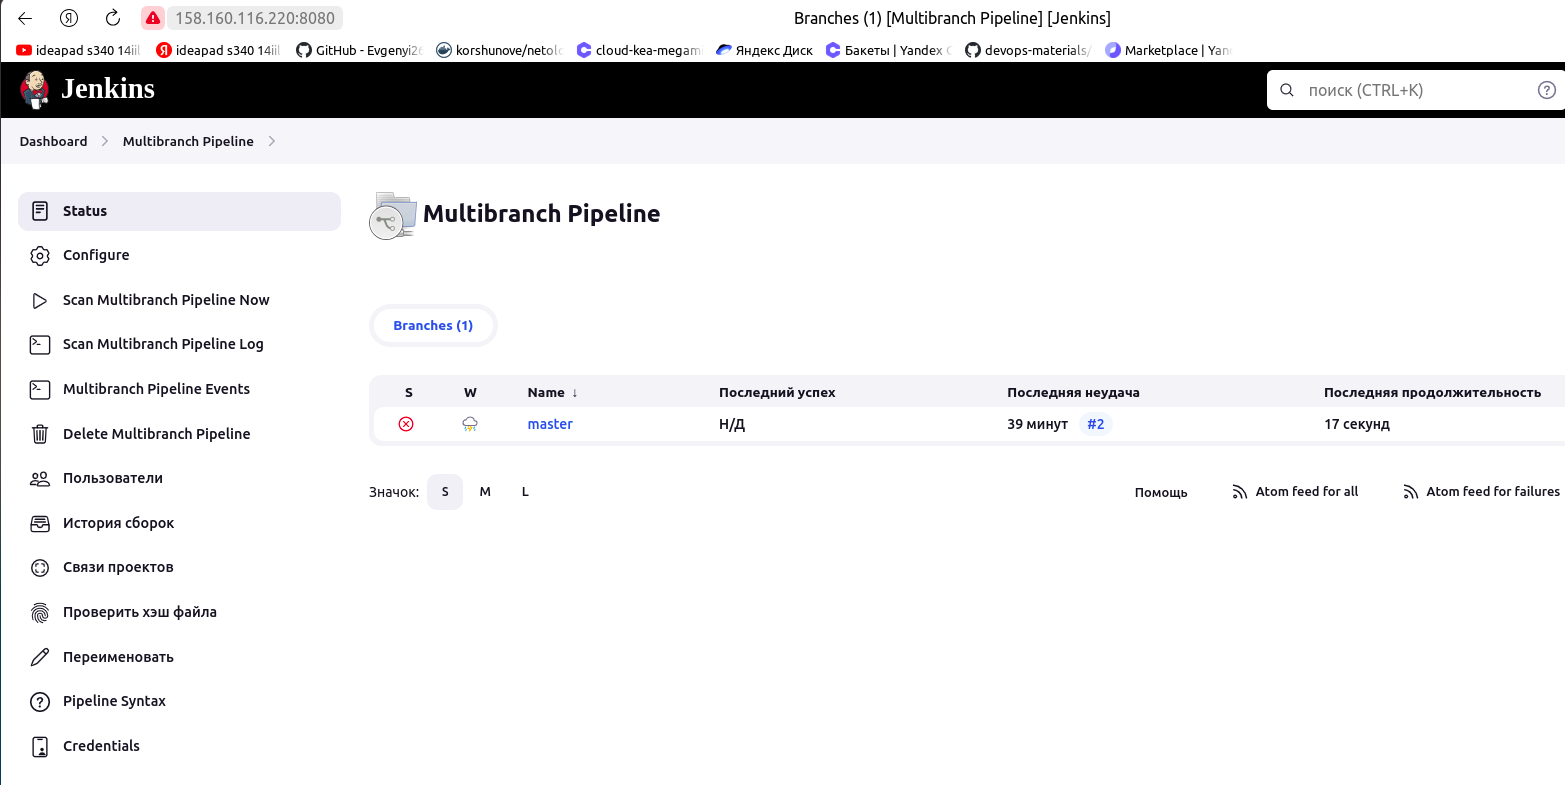 158.160.116.220:8080 Branches (1) [Multibranch Pipeline] [Jenkins]
ideapad s340 14iil ideapad s340 14iil GitHub - Evgenyi26 korshunove/netolo cloud-kea-megam Яндекс Диск Бакеты | Yandex C devops-materials/ Marketplace | Yan
Jenkins поиск (CTRL+K)
Dashboard Multibranch Pipeline
Status
Configure
Scan Multibranch Pipeline Now
Scan Multibranch Pipeline Log
Multibranch Pipeline Events
Delete Multibranch Pipeline
Пользователи
История сборок
Связи проектов
Проверить хэш файла
Переименовать
Pipeline Syntax
Credentials
Multibranch Pipeline
Branches (1)
S W Name ↓ Последний успех Последняя неудача Последняя продолжительность
master Н/Д 39 минут #2 17 секунд
Значок: S M L Помощь Atom feed for all Atom feed for failures